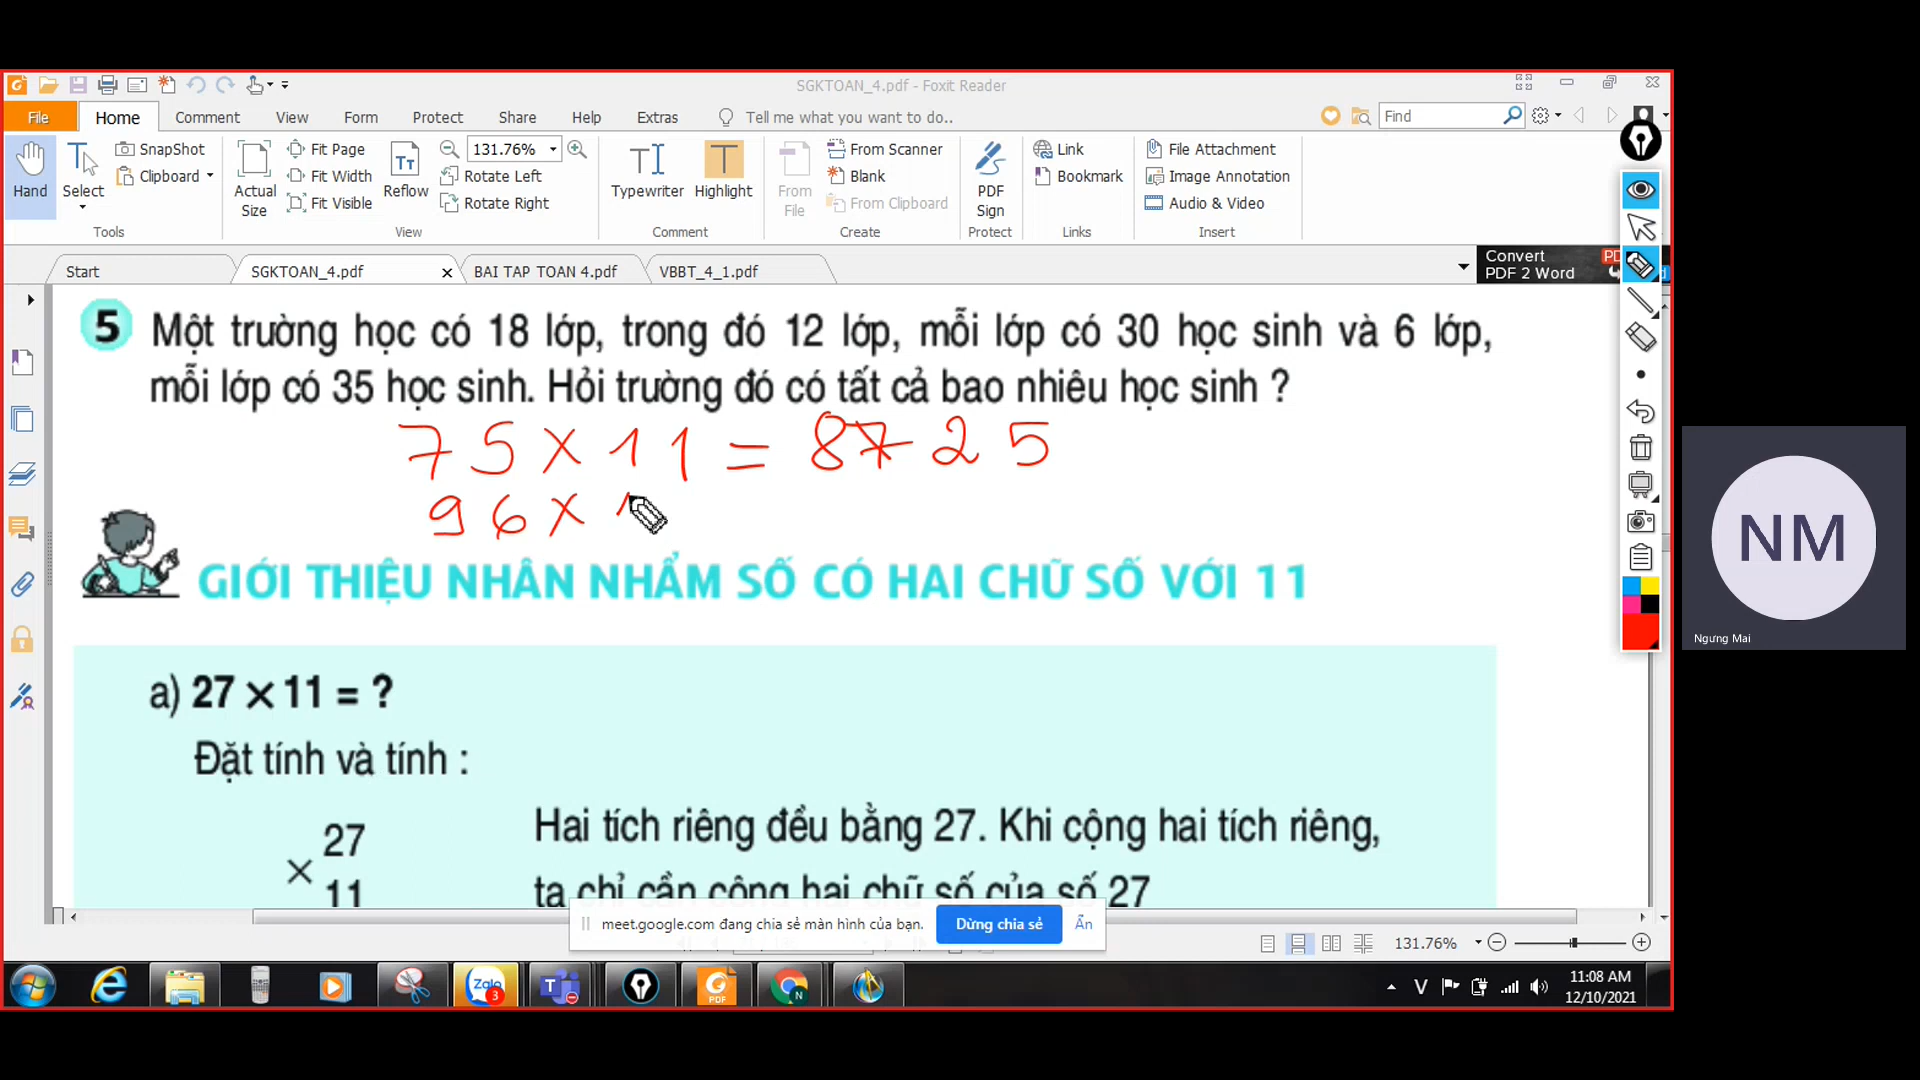 SGKTOAN_4.pdf - Foxit Reader
File Home Comment View Form Protect Share Help Extras Tell me what you want to do.. Find
Hand
Select
SnapShot
Clipboard
Tools
Actual Size
Fit Page
Fit Width
Fit Visible
Reflow
131.76%
Rotate Left
Rotate Right
View
Typewriter
Highlight
Comment
From File
From Scanner
Blank
From Clipboard
Create
PDF Sign
Protect
Link
Bookmark
Links
File Attachment
Image Annotation
Audio & Video
Insert
Start SGKTOAN_4.pdf BAI TAP TOAN 4.pdf VBBT_4_1.pdf
Convert
PDF 2 Word
5 Một trường học có 18 lớp, trong đó 12 lớp, mỗi lớp có 30 học sinh và 6 lớp,
mỗi lớp có 35 học sinh. Hỏi trường đó có tất cả bao nhiêu học sinh ?
75 x 11 = 8725
96 x 1
GIỚI THIỆU NHÂN NHẨM SỐ CÓ HAI CHỮ SỐ VỚI 11
a) 27 × 11 = ?
Đặt tính và tính :
× 27
11
Hai tích riêng đều bằng 27. Khi cộng hai tích riêng,
ta chỉ cần cộng hai chữ số của số 27
meet.google.com đang chia sẻ màn hình của bạn. Dừng chia sẻ Ẩn
131.76%
Zalo 3
PDF
N
V
11:08 AM
12/10/2021
NM
Ngưng Mai